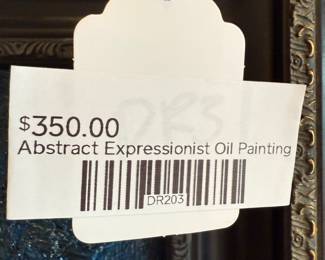 $350.00
Abstract Expressionist Oil Painting
DR203